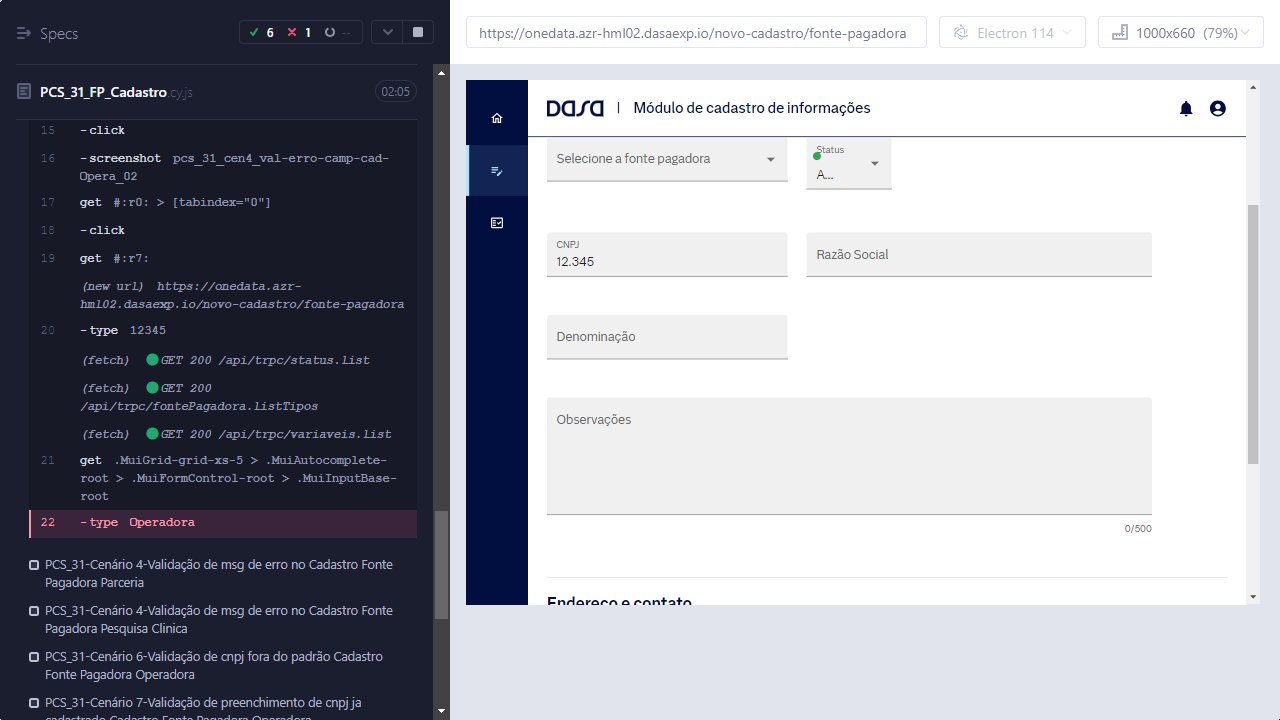 Specs
6
1
--
PCS_31_FP_Cadastro.cy.js
02:05
15 -click
16 -screenshot pcs_31_cen4_val-erro-camp-cad-
Opera_02
17 get #:r0: > [tabindex="0"]
18 -click
19 get #:r7:
(new url) https://onedata.azr-
hml02.dasaexp.io/novo-cadastro/fonte-pagadora
20 -type 12345
(fetch) GET 200 /api/trpc/status.list
(fetch) GET 200
/api/trpc/fontePagadora.listTipos
(fetch) GET 200 /api/trpc/variaveis.list
21 get .MuiGrid-grid-xs-5 > .MuiAutocomplete-
root > .MuiFormControl-root > .MuiInputBase-
root
22 -type Operadora
PCS_31-Cenário 4-Validação de msg de erro no Cadastro Fonte
Pagadora Parceria
PCS_31-Cenário 4-Validação de msg de erro no Cadastro Fonte
Pagadora Pesquisa Clinica
PCS_31-Cenário 6-Validação de cnpj fora do padrão Cadastro
Fonte Pagadora Operadora
PCS_31-Cenário 7-Validação de preenchimento de cnpj ja
cadastrado Cadastro Fonte Pagadora Operadora
https://onedata.azr-hml02.dasaexp.io/novo-cadastro/fonte-pagadora
Electron 114
1000x660 (79%)
DASA | Módulo de cadastro de informações
Selecione a fonte pagadora
Status
A...
CNPJ
12.345
Razão Social
Denominação
Observações
0/500
Endereço e contato